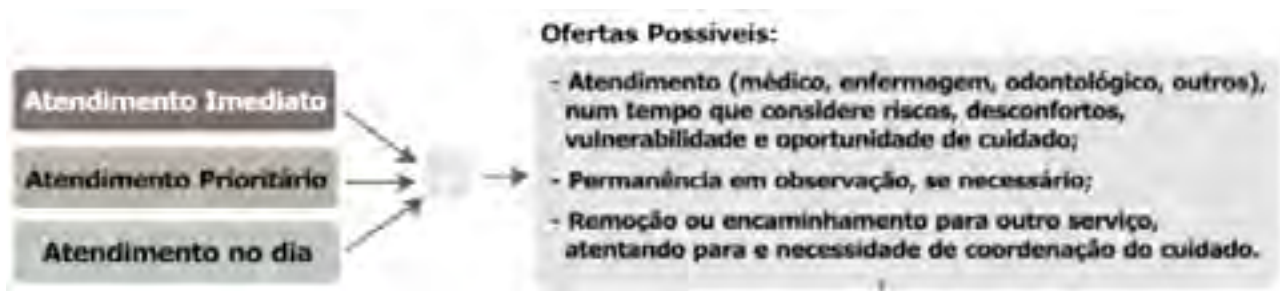 Ofertas Possíveis:
Atendimento Imediato
Atendimento Prioritário
Atendimento no dia
- Atendimento (médico, enfermagem, odontológico, outros),
num tempo que considere riscos, desconfortos,
vulnerabilidade e oportunidade de cuidado;
- Permanência em observação, se necessário;
- Remoção ou encaminhamento para outro serviço,
atentando para e necessidade de coordenação do cuidado.